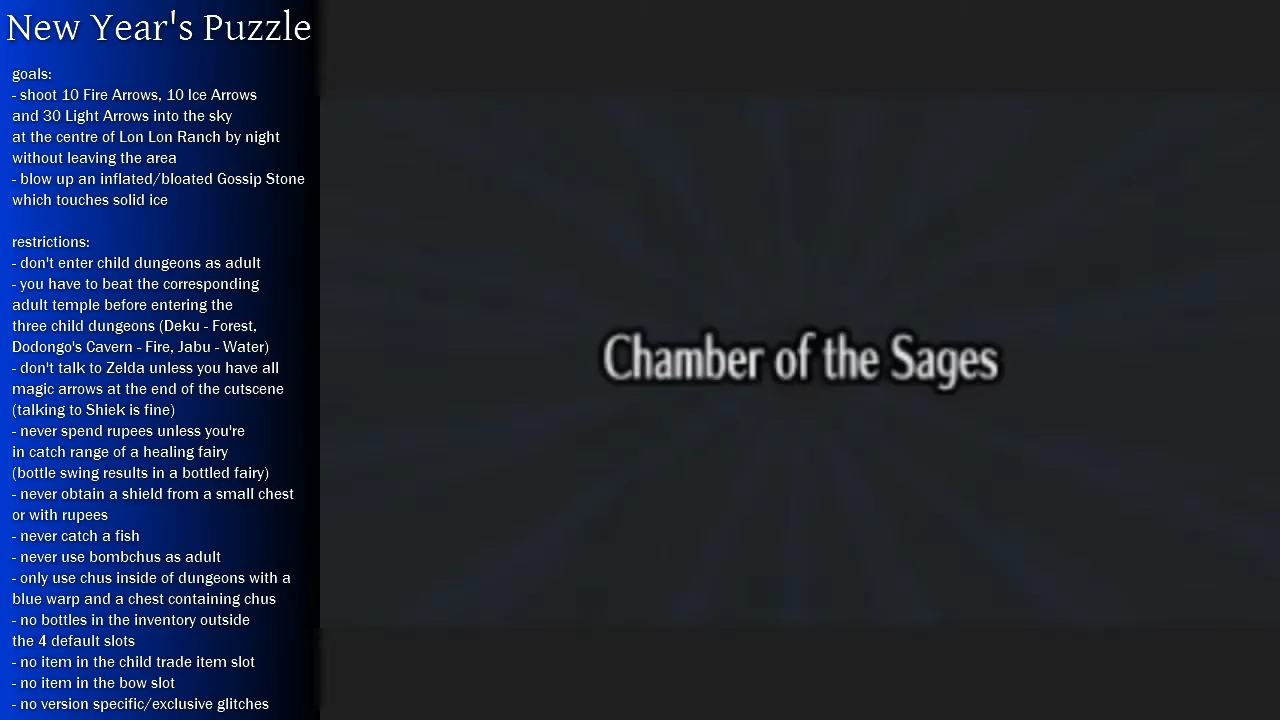 New Year's Puzzle
goals:
- shoot 10 Fire Arrows, 10 Ice Arrows
and 30 Light Arrows into the sky
at the centre of Lon Lon Ranch by night
without leaving the area
- blow up an inflated/bloated Gossip Stone
which touches solid ice
restrictions:
- don't enter child dungeons as adult
- you have to beat the corresponding
adult temple before entering the
three child dungeons (Deku - Forest,
Dodongo's Cavern - Fire, Jabu - Water)
- don't talk to Zelda unless you have all
magic arrows at the end of the cutscene
(talking to Shiek is fine)
- never spend rupees unless you're
in catch range of a healing fairy
(bottle swing results in a bottled fairy)
- never obtain a shield from a small chest
or with rupees
- never catch a fish
- never use bombchus as adult
- only use chus inside of dungeons with a
blue warp and a chest containing chus
- no bottles in the inventory outside
the 4 default slots
- no item in the child trade item slot
- no item in the bow slot
- no version specific/exclusive glitches
Chamber of the Sages